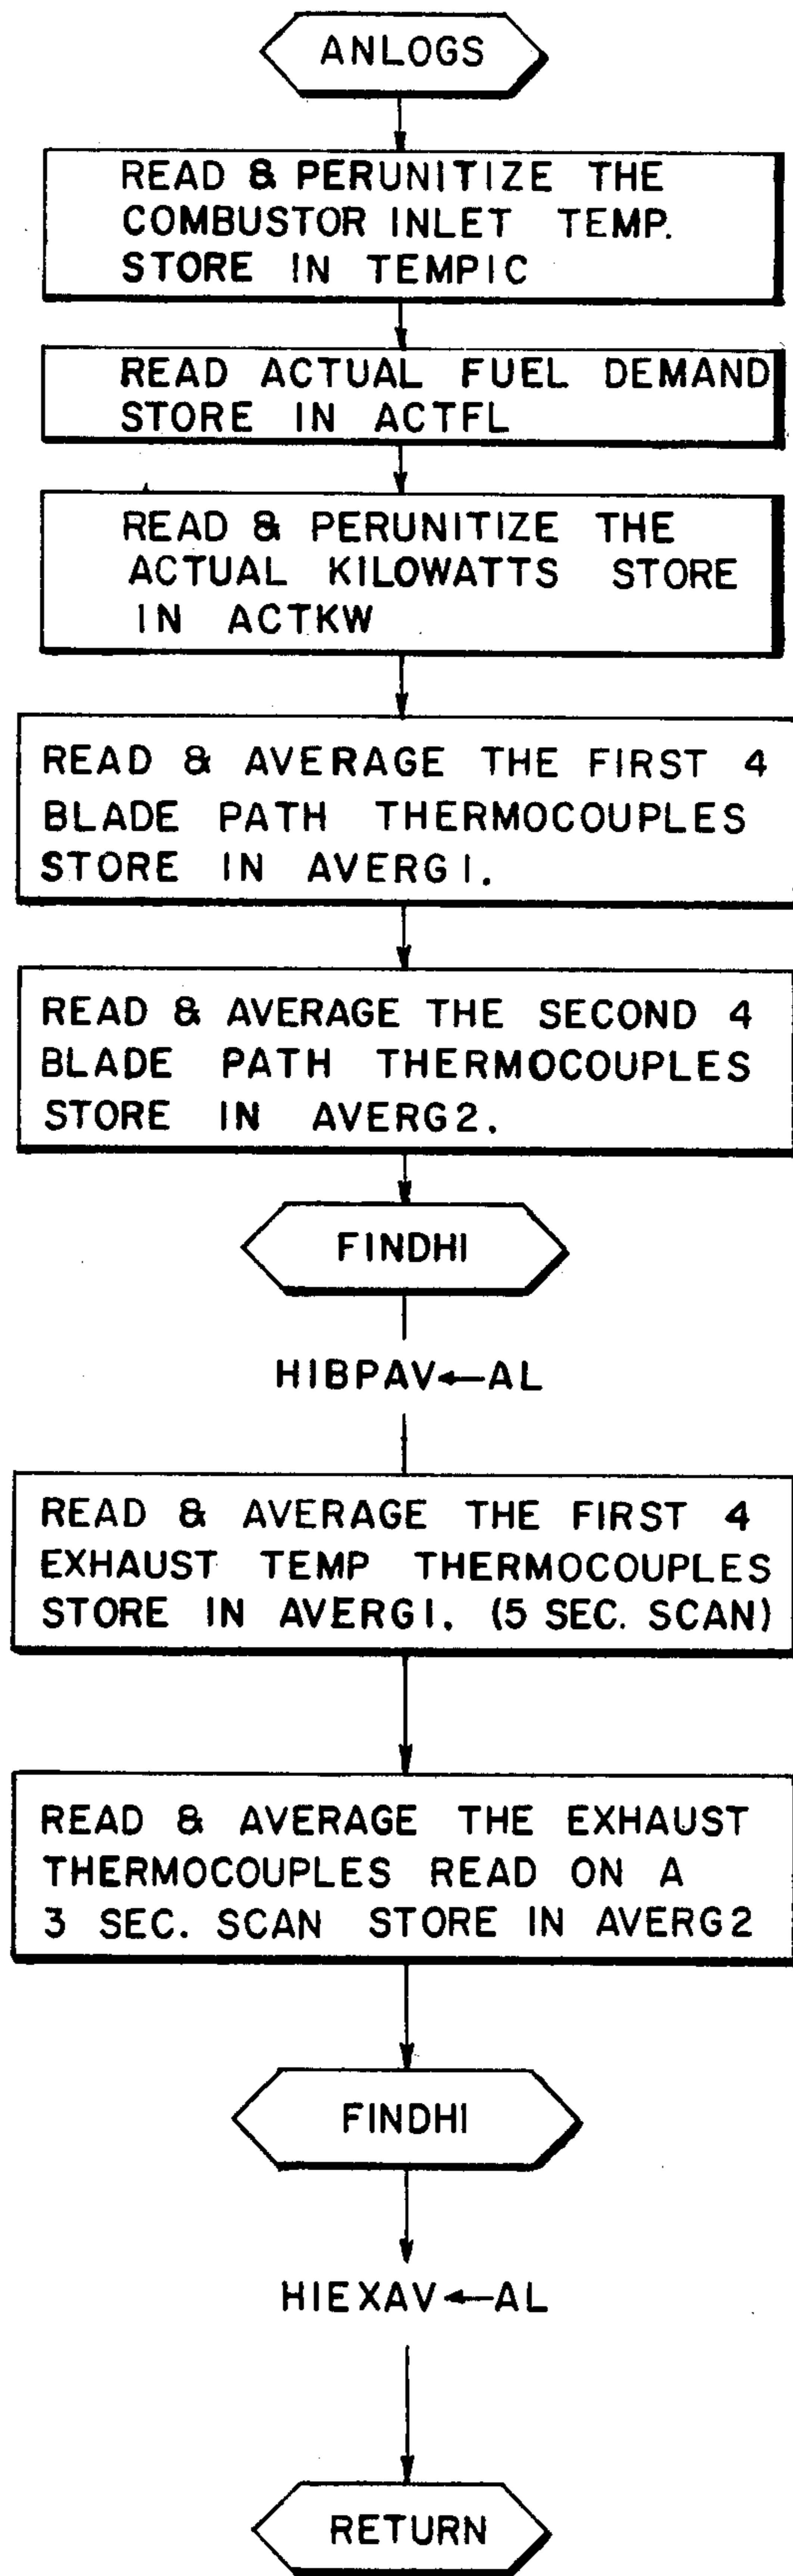 ANLOGS
READ & PERUNITIZE THE
COMBUSTOR INLET TEMP.
STORE IN TEMPIC
READ ACTUAL FUEL DEMAND
STORE IN ACTFL
READ & PERUNITIZE THE
ACTUAL KILOWATTS STORE
IN ACTKW
READ & AVERAGE THE FIRST 4
BLADE PATH THERMOCOUPLES
STORE IN AVERG1.
READ & AVERAGE THE SECOND 4
BLADE PATH THERMOCOUPLES
STORE IN AVERG2.
FINDHI
HIBPAV←AL
READ & AVERAGE THE FIRST 4
EXHAUST TEMP THERMOCOUPLES
STORE IN AVERG1. (5 SEC. SCAN)
READ & AVERAGE THE EXHAUST
THERMOCOUPLES READ ON A
3 SEC. SCAN STORE IN AVERG2
FINDHI
HIEXAV←AL
RETURN